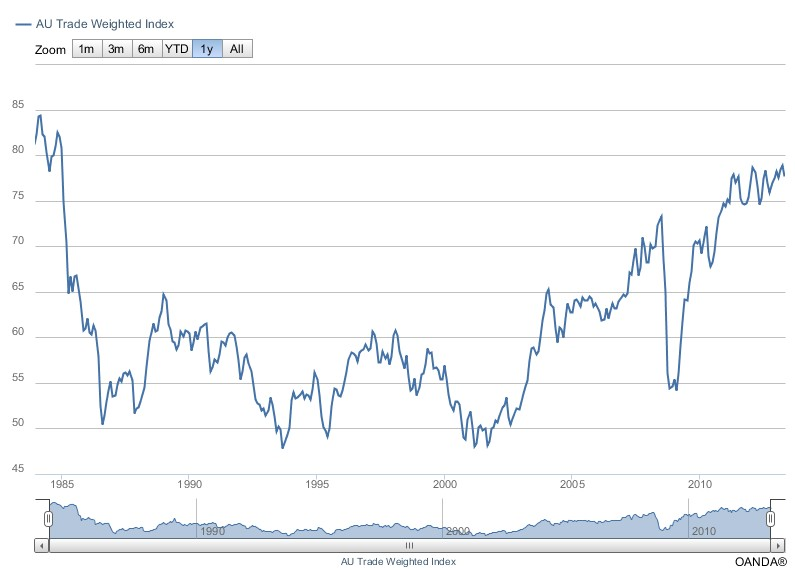 AU Trade Weighted Index
Zoom 1m 3m 6m YTD 1y All
85
80
75
70
65
60
55
50
45
1985 1990 1995 2000 2005 2010
1990 2000 2010
AU Trade Weighted Index
OANDA®